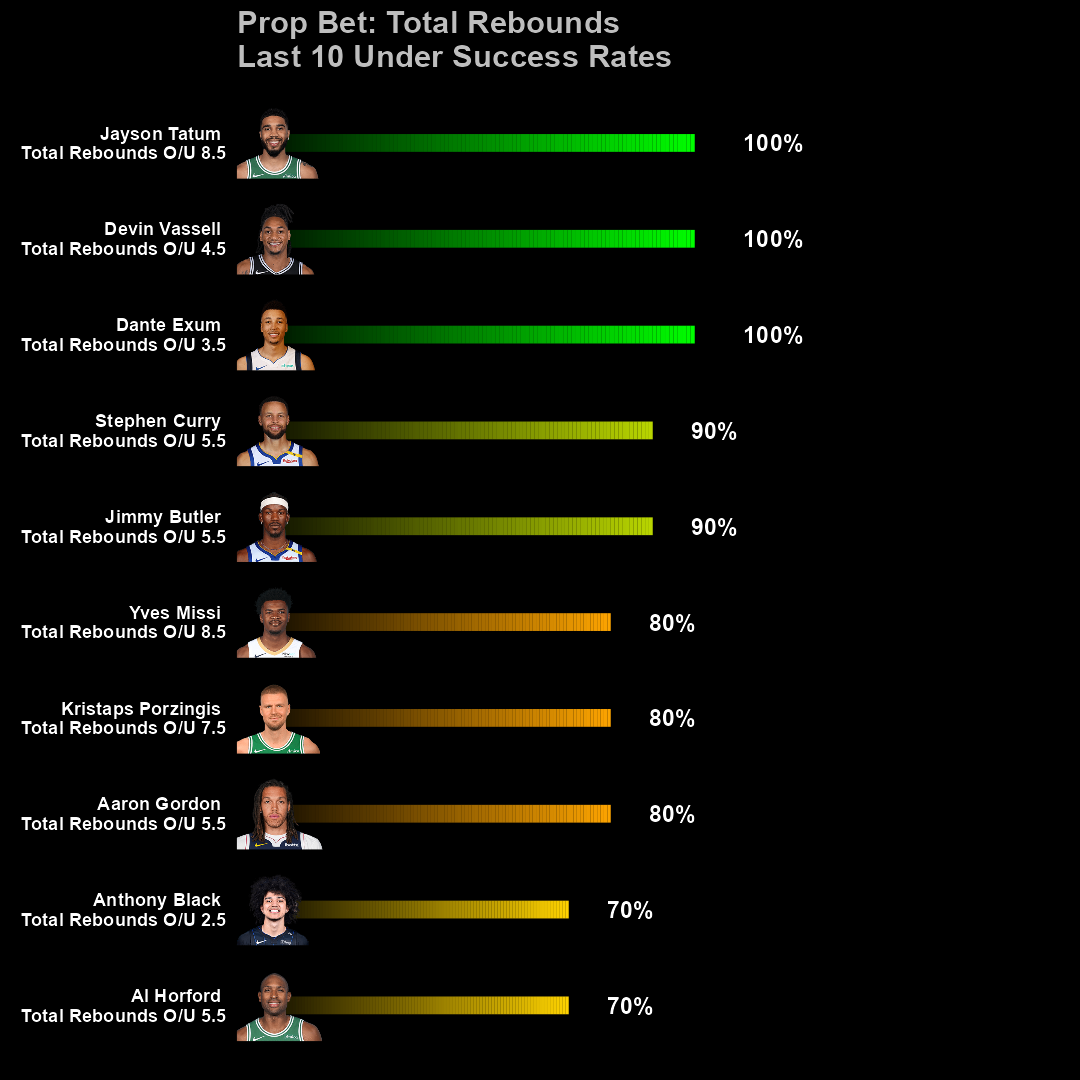 Prop Bet: Total Rebounds
Last 10 Under Success Rates
Jayson Tatum
Total Rebounds O/U 8.5
100%
Devin Vassell
Total Rebounds O/U 4.5
100%
Dante Exum
Total Rebounds O/U 3.5
100%
Stephen Curry
Total Rebounds O/U 5.5
90%
Jimmy Butler
Total Rebounds O/U 5.5
90%
Yves Missi
Total Rebounds O/U 8.5
80%
Kristaps Porzingis
Total Rebounds O/U 7.5
80%
Aaron Gordon
Total Rebounds O/U 5.5
80%
Anthony Black
Total Rebounds O/U 2.5
70%
Al Horford
Total Rebounds O/U 5.5
70%